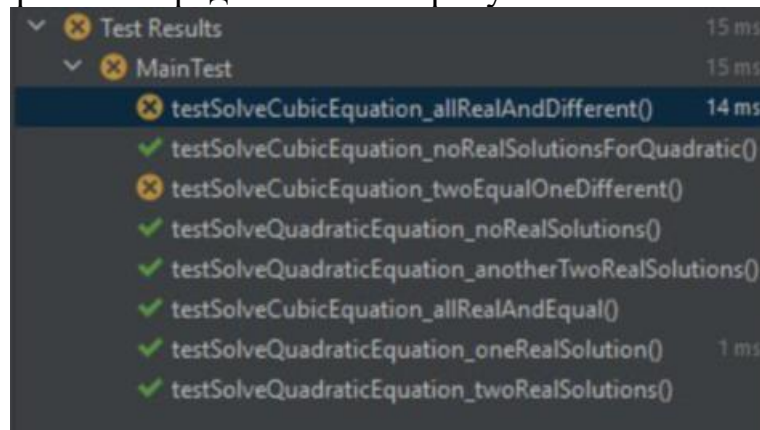 Test Results 15 ms
MainTest 15 ms
testSolveCubicEquation_allRealAndDifferent() 14 ms
testSolveCubicEquation_noRealSolutionsForQuadratic()
testSolveCubicEquation_twoEqualOneDifferent()
testSolveQuadraticEquation_noRealSolutions()
testSolveQuadraticEquation_anotherTwoRealSolutions()
testSolveCubicEquation_allRealAndEqual()
testSolveQuadraticEquation_oneRealSolution() 1 ms
testSolveQuadraticEquation_twoRealSolutions()